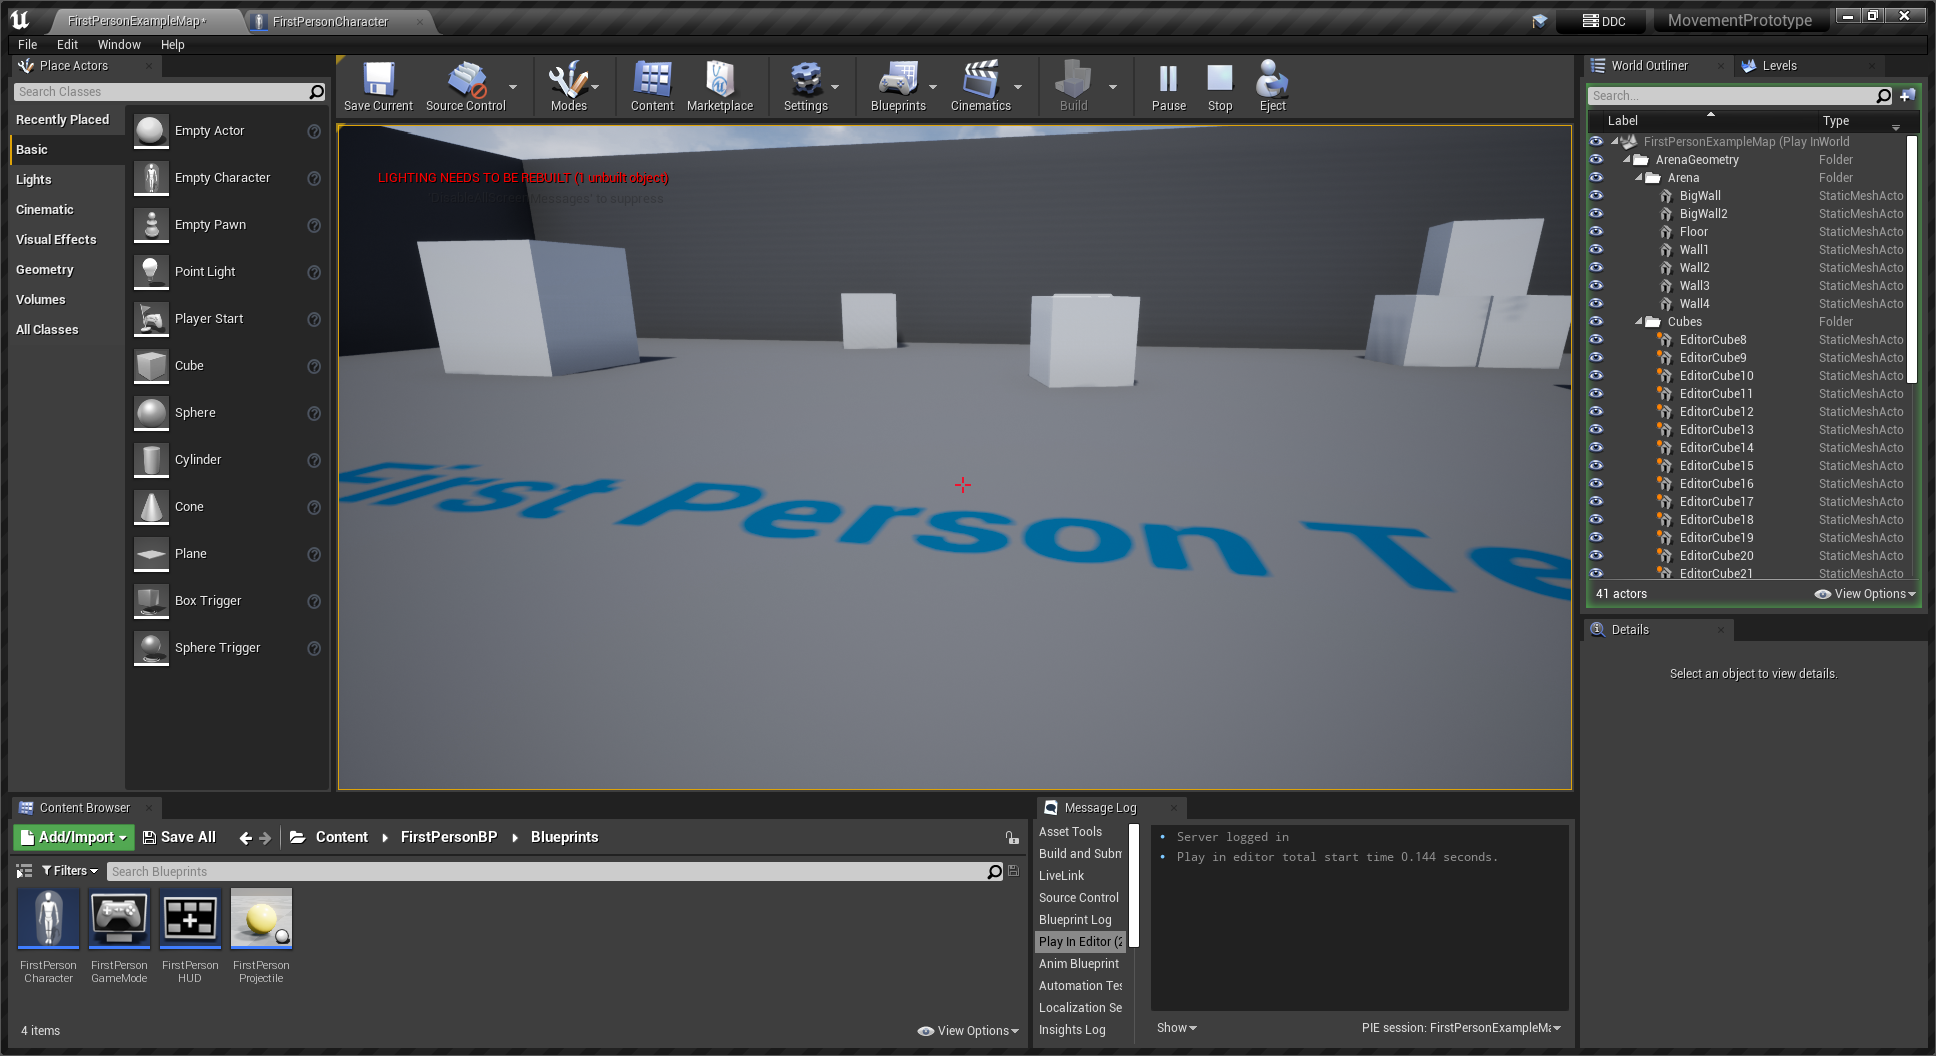 FirstPersonExampleMap*
FirstPersonCharacter
DDC
MovementPrototype
File Edit Window Help
Place Actors
Search Classes
Recently Placed
Basic
Lights
Cinematic
Visual Effects
Geometry
Volumes
All Classes
Empty Actor
Empty Character
Empty Pawn
Point Light
Player Start
Cube
Sphere
Cylinder
Cone
Plane
Box Trigger
Sphere Trigger
Save Current
Source Control
Modes
Content
Marketplace
Settings
Blueprints
Cinematics
Build
Pause
Stop
Eject
LIGHTING NEEDS TO BE REBUILT (1 unbuilt object)
'DisableAllScreenMessages' to suppress
First Person Te
World Outliner
Levels
Search...
Label Type
FirstPersonExampleMap (Play In World
ArenaGeometry Folder
Arena Folder
BigWall StaticMeshActo
BigWall2 StaticMeshActo
Floor StaticMeshActo
Wall1 StaticMeshActo
Wall2 StaticMeshActo
Wall3 StaticMeshActo
Wall4 StaticMeshActo
Cubes Folder
EditorCube8 StaticMeshActo
EditorCube9 StaticMeshActo
EditorCube10 StaticMeshActo
EditorCube11 StaticMeshActo
EditorCube12 StaticMeshActo
EditorCube13 StaticMeshActo
EditorCube14 StaticMeshActo
EditorCube15 StaticMeshActo
EditorCube16 StaticMeshActo
EditorCube17 StaticMeshActo
EditorCube18 StaticMeshActo
EditorCube19 StaticMeshActo
EditorCube20 StaticMeshActo
EditorCube21 StaticMeshActo
41 actors
View Options
Details
Select an object to view details.
Content Browser
Add/Import
Save All
Content
FirstPersonBP
Blueprints
Filters
Search Blueprints
FirstPerson
Character
FirstPerson
GameMode
FirstPerson
HUD
FirstPerson
Projectile
4 items
View Options
Message Log
Asset Tools
Build and Subm
LiveLink
Source Control
Blueprint Log
Play In Editor (2
Anim Blueprint
Automation Tes
Localization Se
Insights Log
Server logged in
Play in editor total start time 0.144 seconds.
Show
PIE session: FirstPersonExampleMa